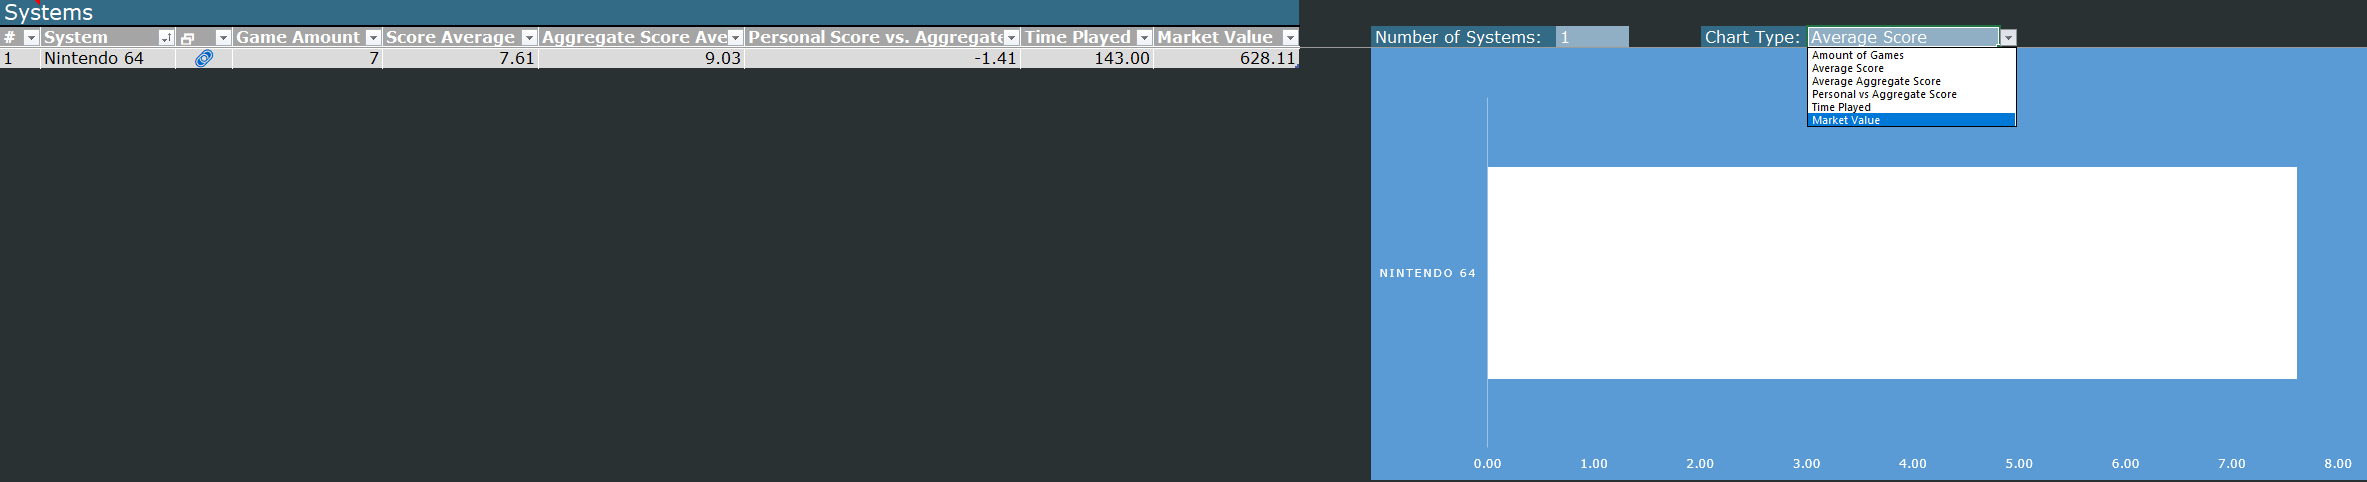 Systems
# System Game Amount Score Average Aggregate Score Ave Personal Score vs. Aggregate Time Played Market Value
1 Nintendo 64 7 7.61 9.03 -1.41 143.00 628.11
Number of Systems: 1
Chart Type: Average Score
Amount of Games
Average Score
Average Aggregate Score
Personal vs Aggregate Score
Time Played
Market Value
NINTENDO 64
0.00 1.00 2.00 3.00 4.00 5.00 6.00 7.00 8.00